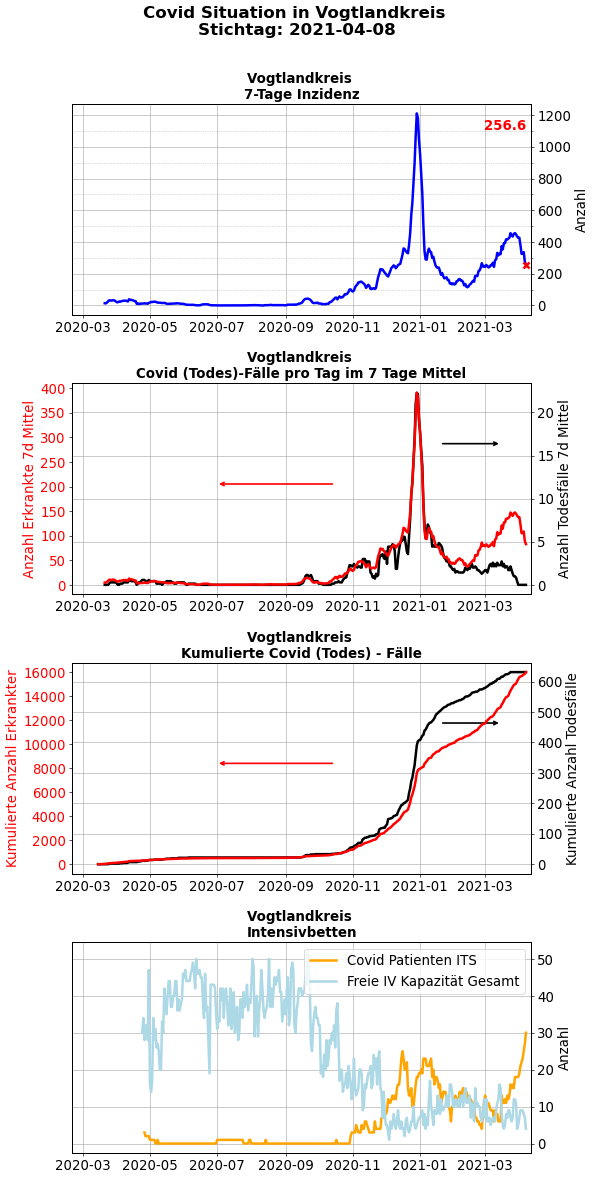 Covid Situation in Vogtlandkreis
Stichtag: 2021-04-08
Vogtlandkreis
7-Tage Inzidenz
256.6
1200
1000
800
600
400
200
0
Anzahl
2020-03 2020-05 2020-07 2020-09 2020-11 2021-01 2021-03
Vogtlandkreis
Covid (Todes)-Fälle pro Tag im 7 Tage Mittel
Anzahl Erkrankte 7d Mittel
400
350
300
250
200
150
100
50
0
20
15
10
5
0
Anzahl Todesfälle 7d Mittel
2020-03 2020-05 2020-07 2020-09 2020-11 2021-01 2021-03
Vogtlandkreis
Kumulierte Covid (Todes) - Fälle
Kumulierte Anzahl Erkrankter
16000
14000
12000
10000
8000
6000
4000
2000
0
600
500
400
300
200
100
0
Kumulierte Anzahl Todesfälle
2020-03 2020-05 2020-07 2020-09 2020-11 2021-01 2021-03
Vogtlandkreis
Intensivbetten
Covid Patienten ITS
Freie IV Kapazität Gesamt
50
40
30
20
10
0
Anzahl
2020-03 2020-05 2020-07 2020-09 2020-11 2021-01 2021-03